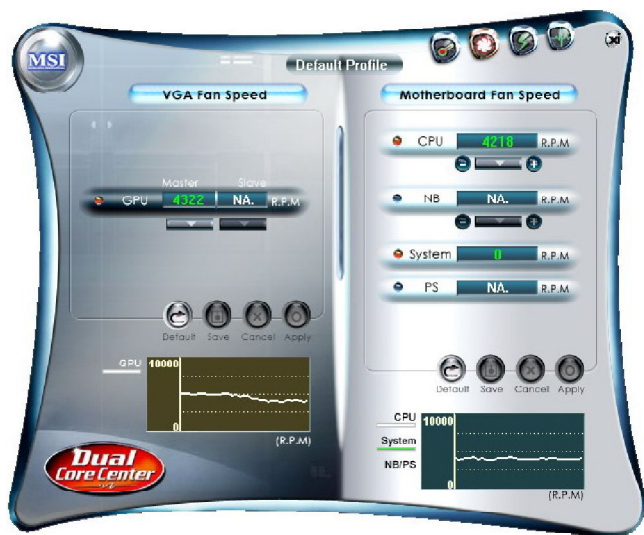 MSI
Default Profile
VGA Fan Speed
Master Slave
GPU 4322 NA. R.P.M
Default Save Cancel Apply
GPU 10000
0
(R.P.M)
Dual
Core Center
Motherboard Fan Speed
CPU 4218 R.P.M
NB NA. R.P.M
System 0 R.P.M
PS NA. R.P.M
Default Save Cancel Apply
CPU 10000
System
NB/PS
0
(R.P.M)